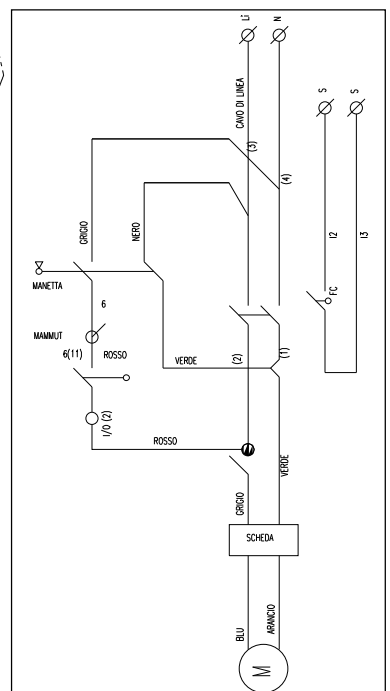 Li
N
CAVO DI LINEA
(3)
(4)
S
S
GRIGIO
NERO
12
13
MANETTA
6
FC
MAMMUT
6(11)
ROSSO
VERDE
(2)
(1)
I/O (2)
ROSSO
GRIGIO
VERDE
SCHEDA
BLU
ARANCIO
M